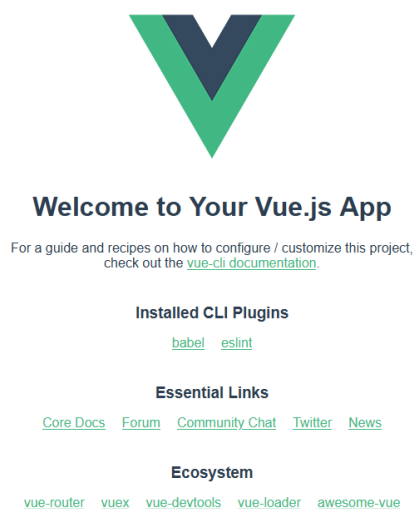 Welcome to Your Vue.js App
For a guide and recipes on how to configure / customize this project,
check out the vue-cli documentation.
Installed CLI Plugins
babel eslint
Essential Links
Core Docs Forum Community Chat Twitter News
Ecosystem
vue-router vuex vue-devtools vue-loader awesome-vue